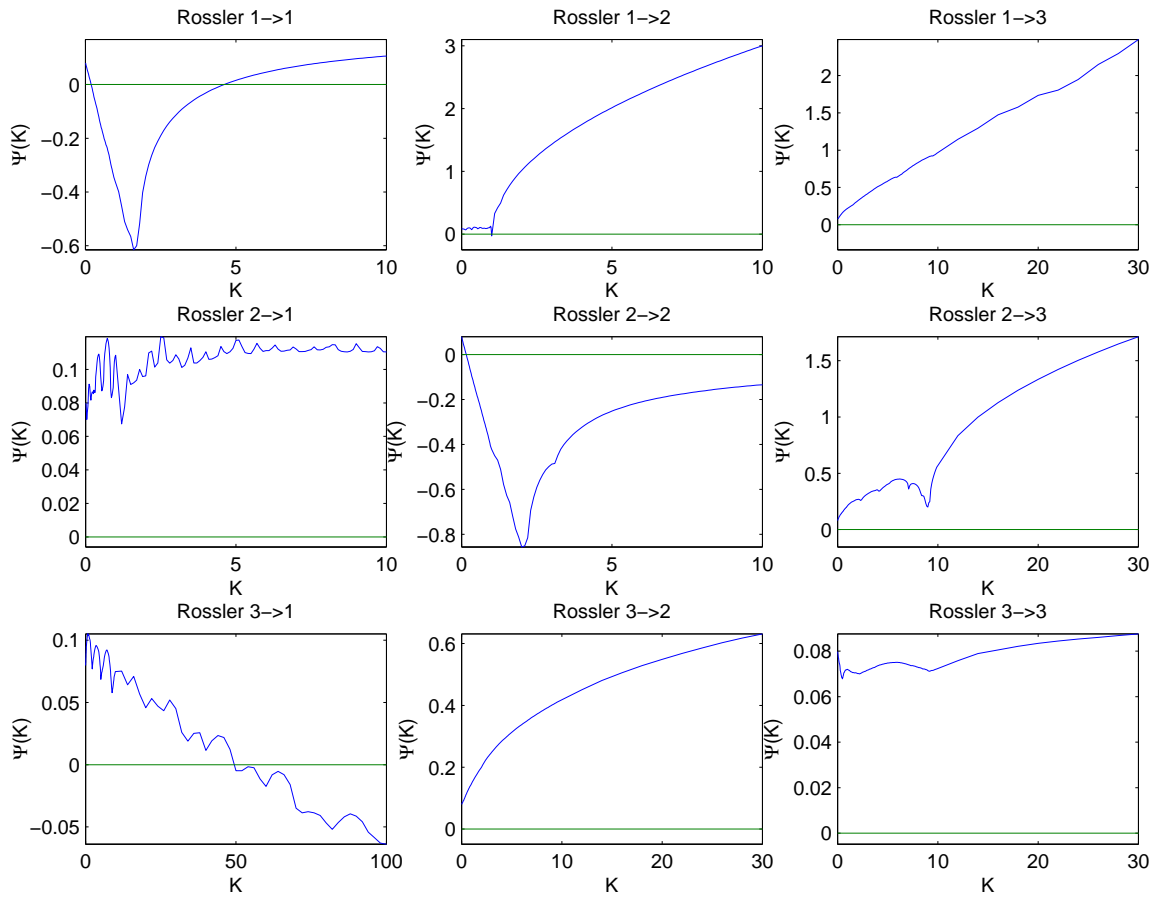 Rossler 1->1
Rossler 1->2
Rossler 1->3
0
−0.2
−0.4
−0.6
Ψ(K)
0 5 10
K
3
2
1
0
Ψ(K)
0 5 10
K
2
1.5
1
0.5
0
Ψ(K)
0 10 20 30
K
Rossler 2->1
Rossler 2->2
Rossler 2->3
0.1
0.08
0.06
0.04
0.02
0
Ψ(K)
0 5 10
K
0
−0.2
−0.4
−0.6
−0.8
Ψ(K)
0 5 10
K
1.5
1
0.5
0
Ψ(K)
0 10 20 30
K
Rossler 3->1
Rossler 3->2
Rossler 3->3
0.1
0.05
0
−0.05
Ψ(K)
0 50 100
K
0.6
0.4
0.2
0
Ψ(K)
0 10 20 30
K
0.08
0.06
0.04
0.02
0
Ψ(K)
0 10 20 30
K